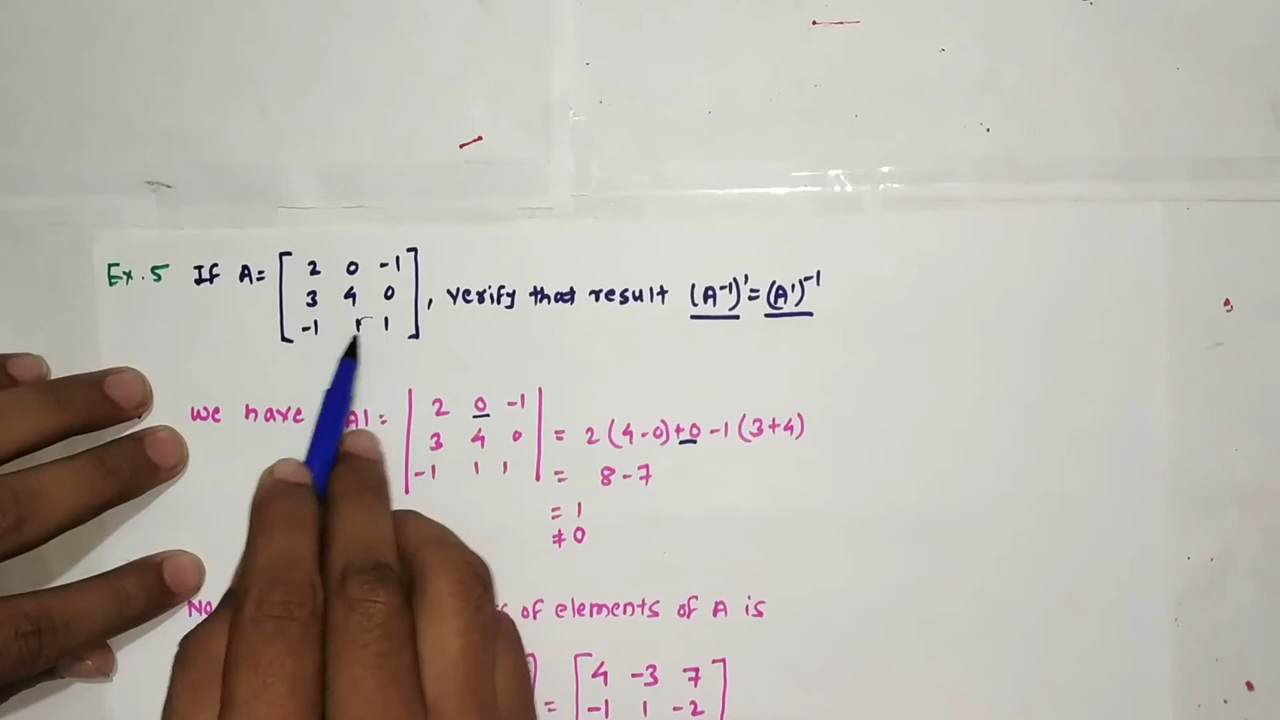 Ex.5 If A= [ 2 0 -1
3 4 0
-1 1 1 ] , verify that result (A⁻¹)'=(A')⁻¹
we have |A|= | 2 0 -1
3 4 0
-1 1 1 | = 2(4-0)+0-1(3+4)
= 8-7
= 1
≠ 0
of elements of A is
= [ 4 -3 7
-1 1 -2